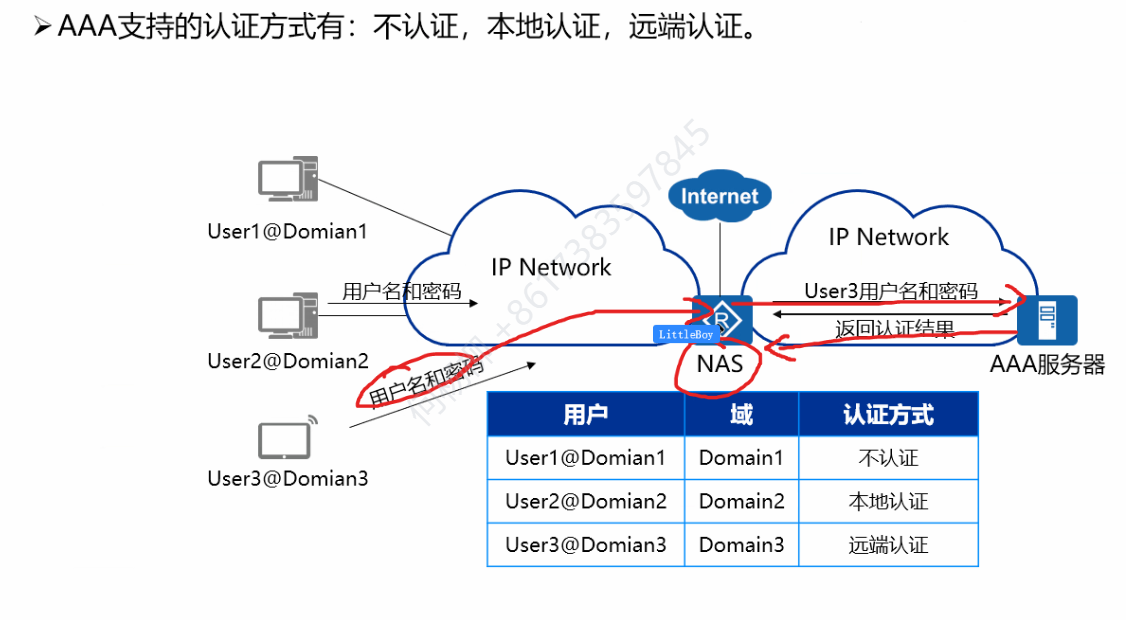 AAA支持的认证方式有：不认证，本地认证，远端认证。
Internet
IP Network
User1@Domian1
IP Network
用户名和密码
User3用户名和密码
LittleBoy
返回认证结果
User2@Domian2
NAS
AAA服务器
用户名和密码
User3@Domian3
用户 域 认证方式
User1@Domian1 Domain1 不认证
User2@Domian2 Domain2 本地认证
User3@Domian3 Domain3 远端认证
+8617383597845